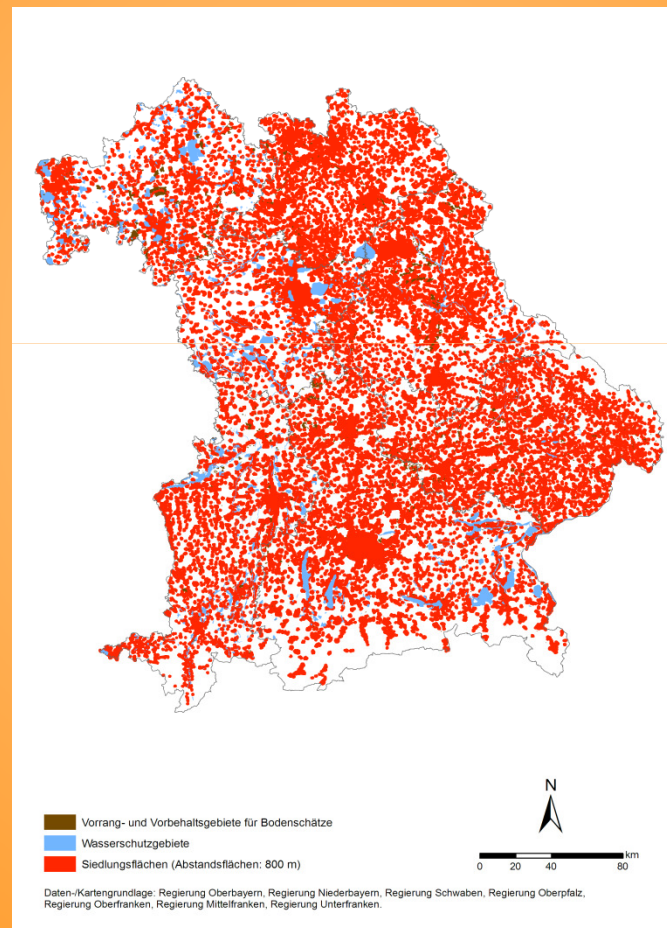 N
Vorrang- und Vorbehaltsgebiete für Bodenschätze
Wasserschutzgebiete
Siedlungsflächen (Abstandsflächen: 800 m)
km
0 20 40 80
Daten-/Kartengrundlage: Regierung Oberbayern, Regierung Niederbayern, Regierung Schwaben, Regierung Oberpfalz,
Regierung Oberfranken, Regierung Mittelfranken, Regierung Unterfranken.